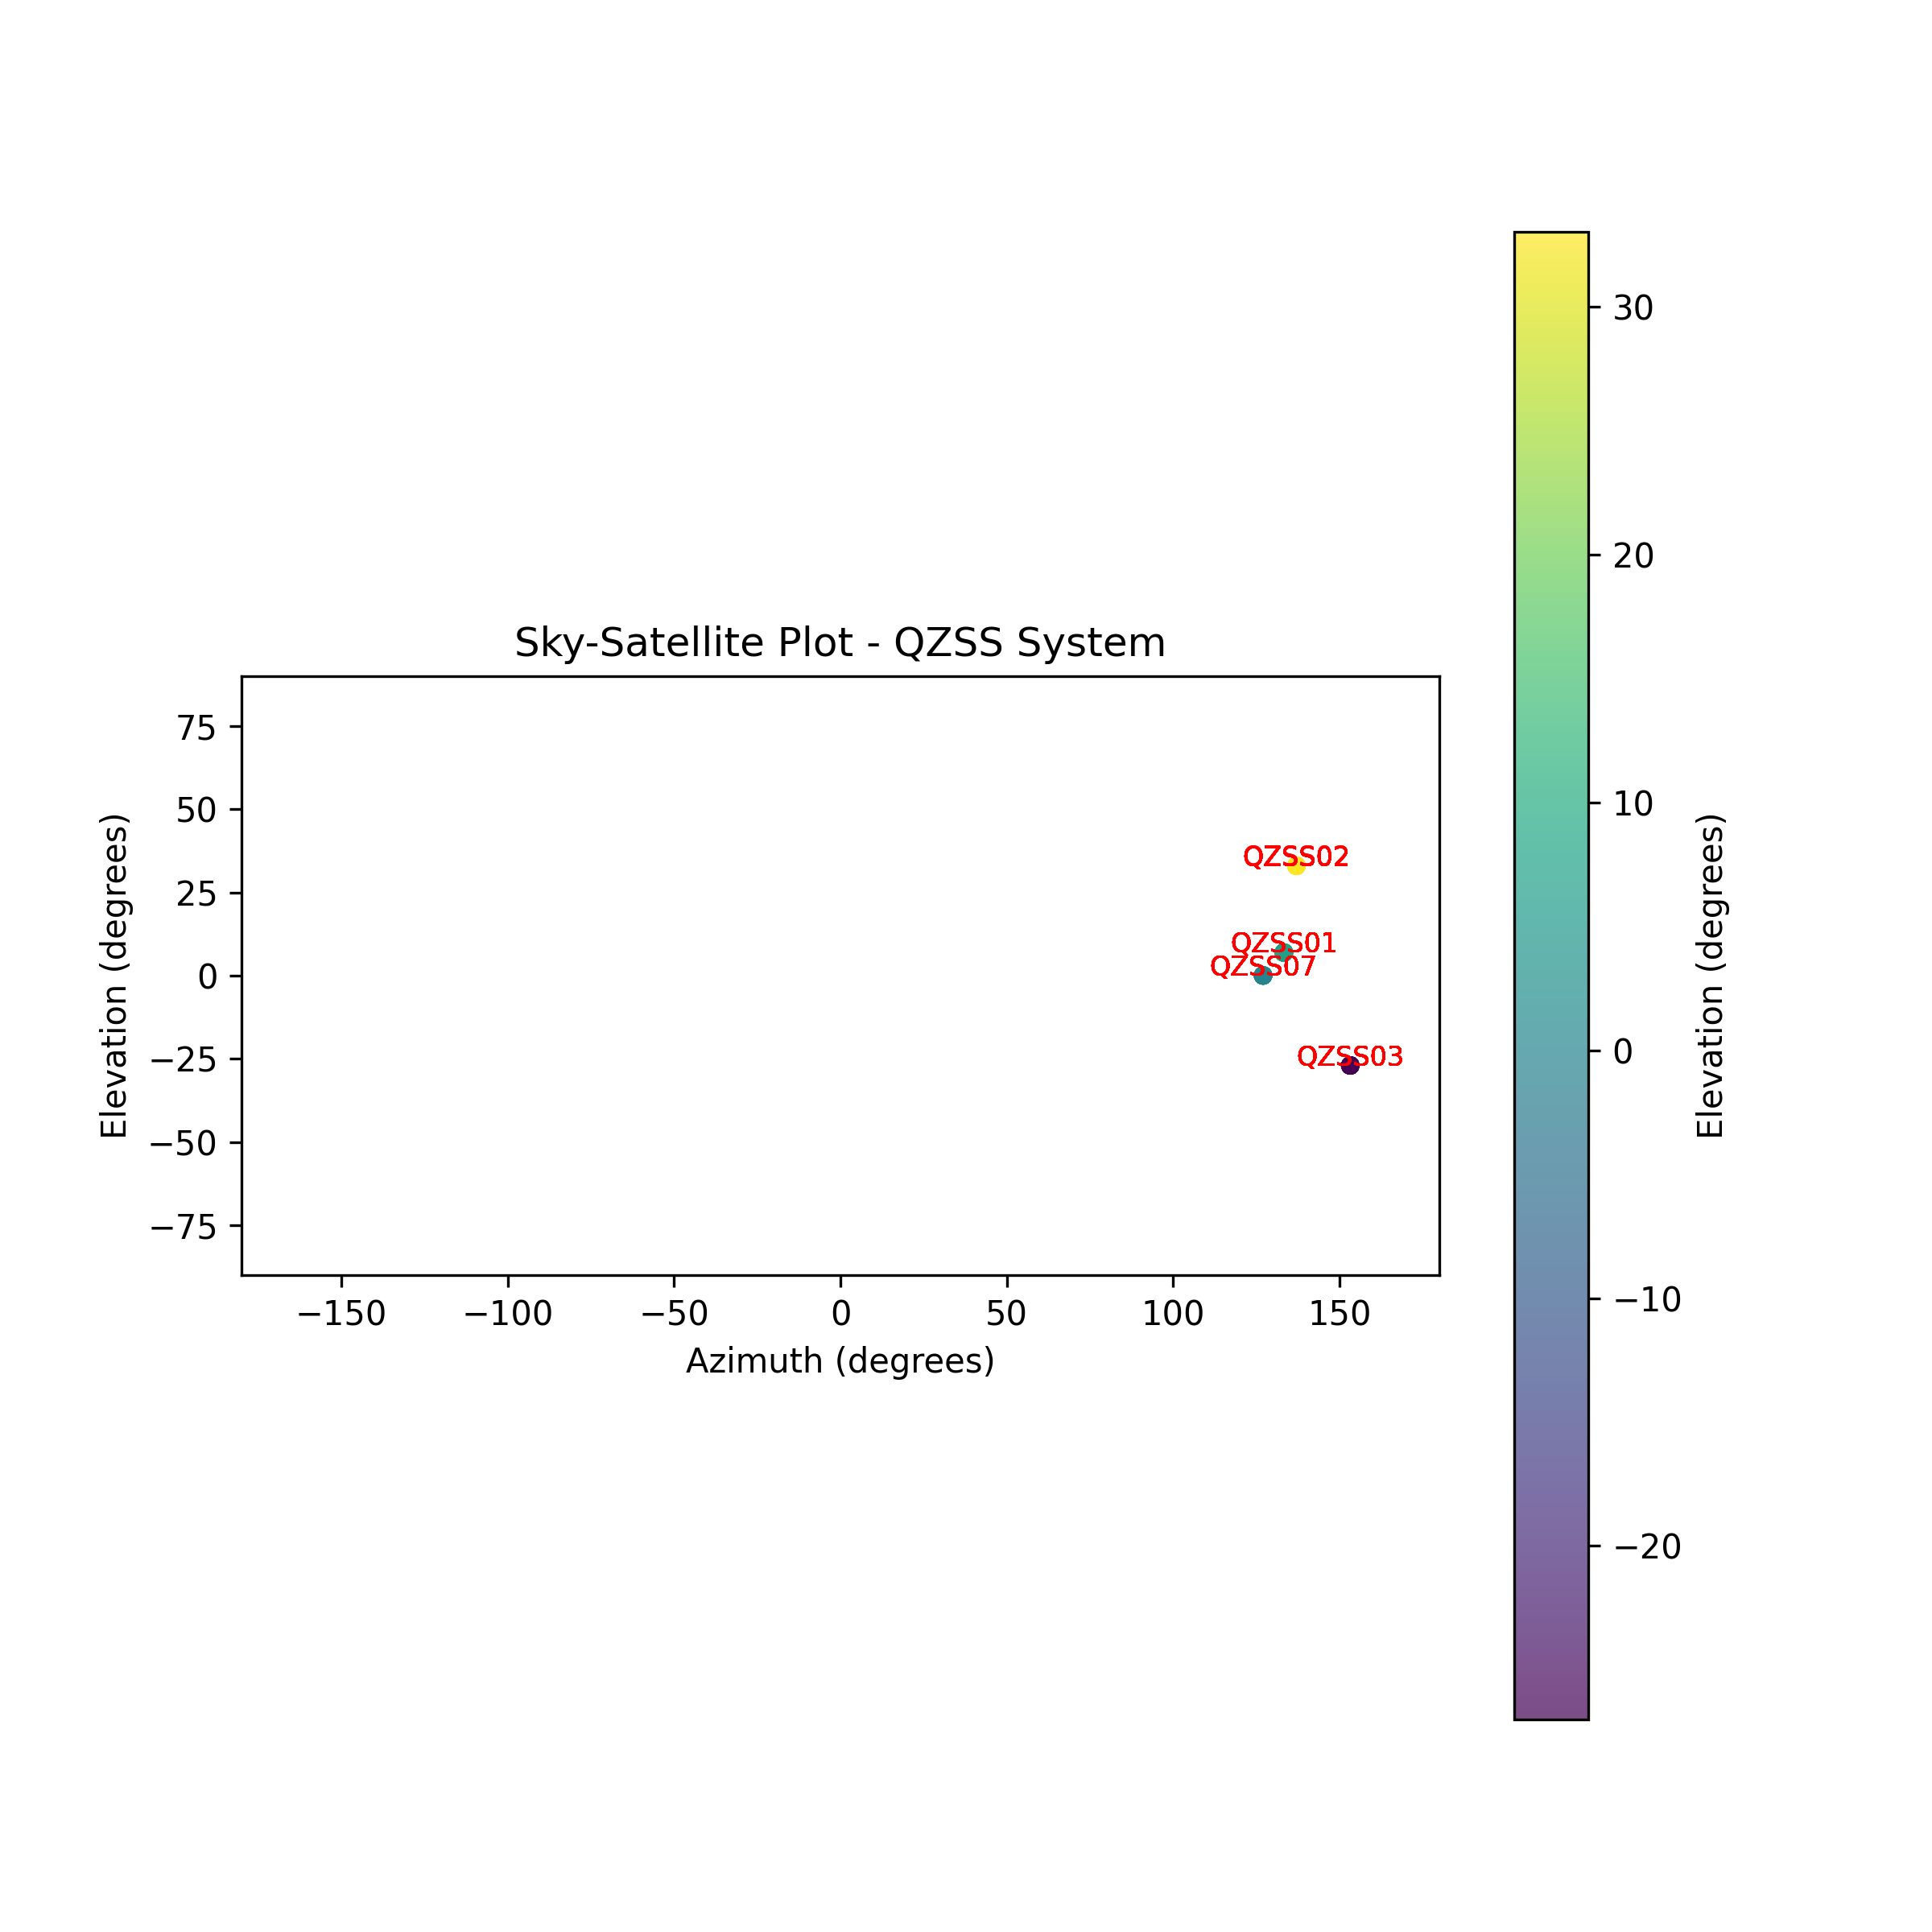 Sky-Satellite Plot - QZSS System
Elevation (degrees)
75
50
25
0
−25
−50
−75
QZSS02
QZSS01
QZSS07
QZSS03
−150 −100 −50 0 50 100 150
Azimuth (degrees)
30
20
10
0
−10
−20
Elevation (degrees)